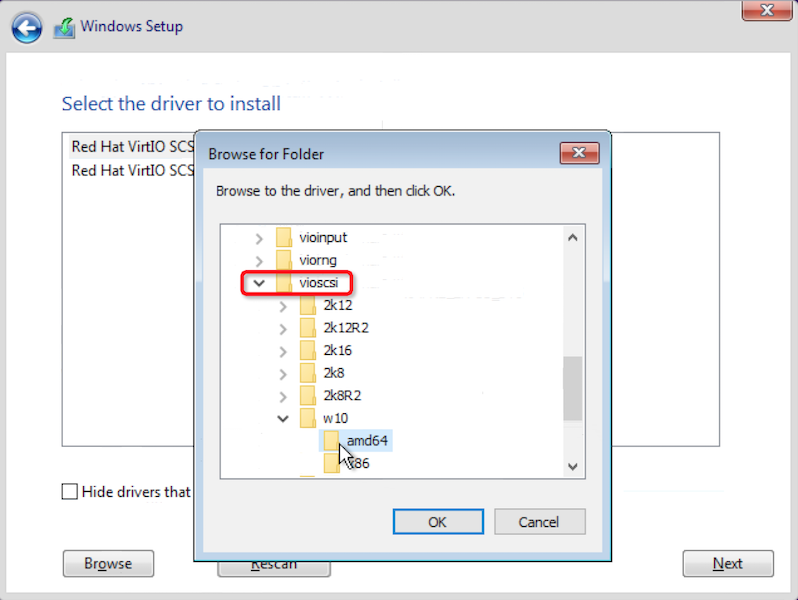 Windows Setup
Select the driver to install
Red Hat VirtIO SCS
Red Hat VirtIO SCS
Browse for Folder
Browse to the driver, and then click OK.
vioinput
viorng
vioscsi
2k12
2k12R2
2k16
2k8
2k8R2
w10
amd64
x86
OK
Cancel
Hide drivers that
Browse
Rescan
Next